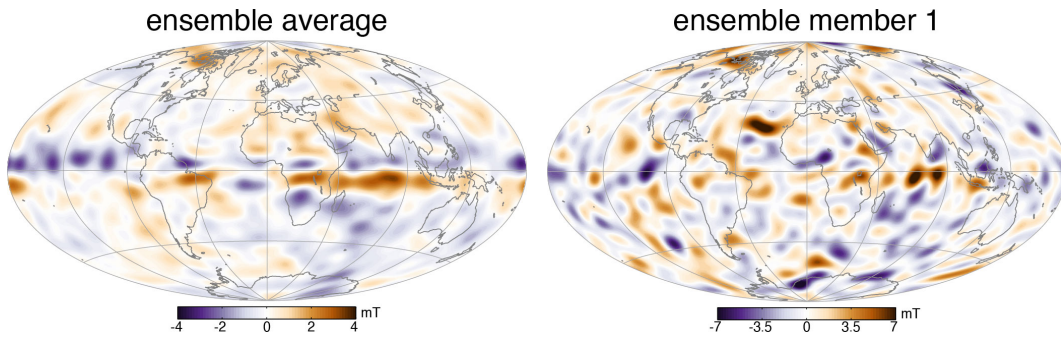 ensemble average
ensemble member 1
-4 -2 0 2 4 mT
-7 -3.5 0 3.5 7 mT